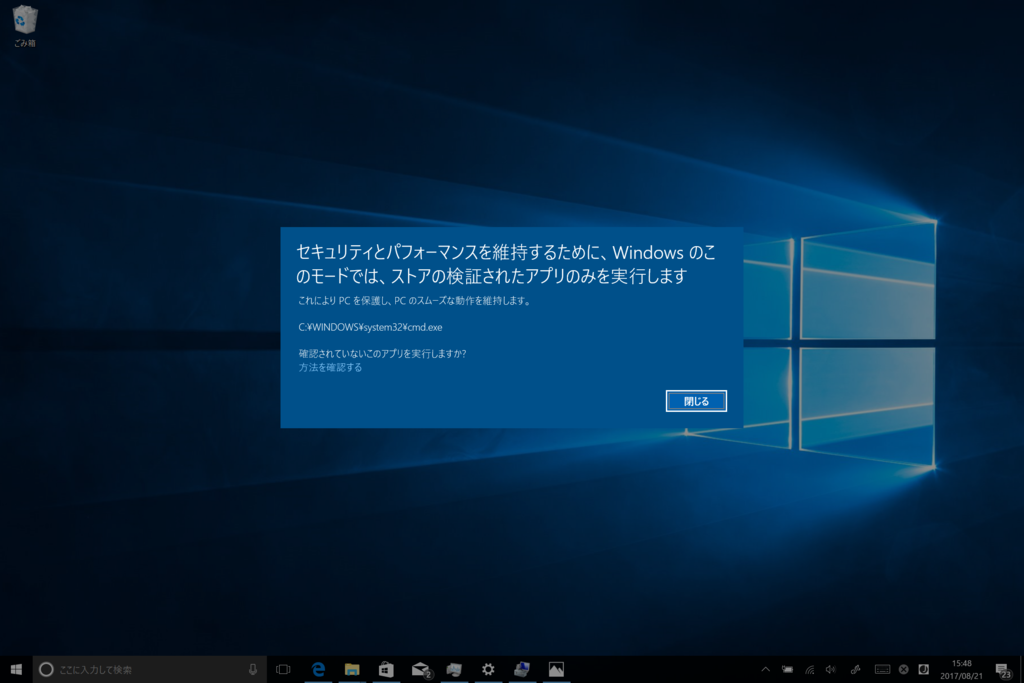 ごみ箱
セキュリティとパフォーマンスを維持するために、Windows のこ
のモードでは、ストアの検証されたアプリのみを実行します
これにより PC を保護し、PC のスムーズな動作を維持します。
C:¥WINDOWS¥system32¥cmd.exe
確認されていないこのアプリを実行しますか?
方法を確認する
閉じる
ここに入力して検索
2
15:48
2017/08/21
23